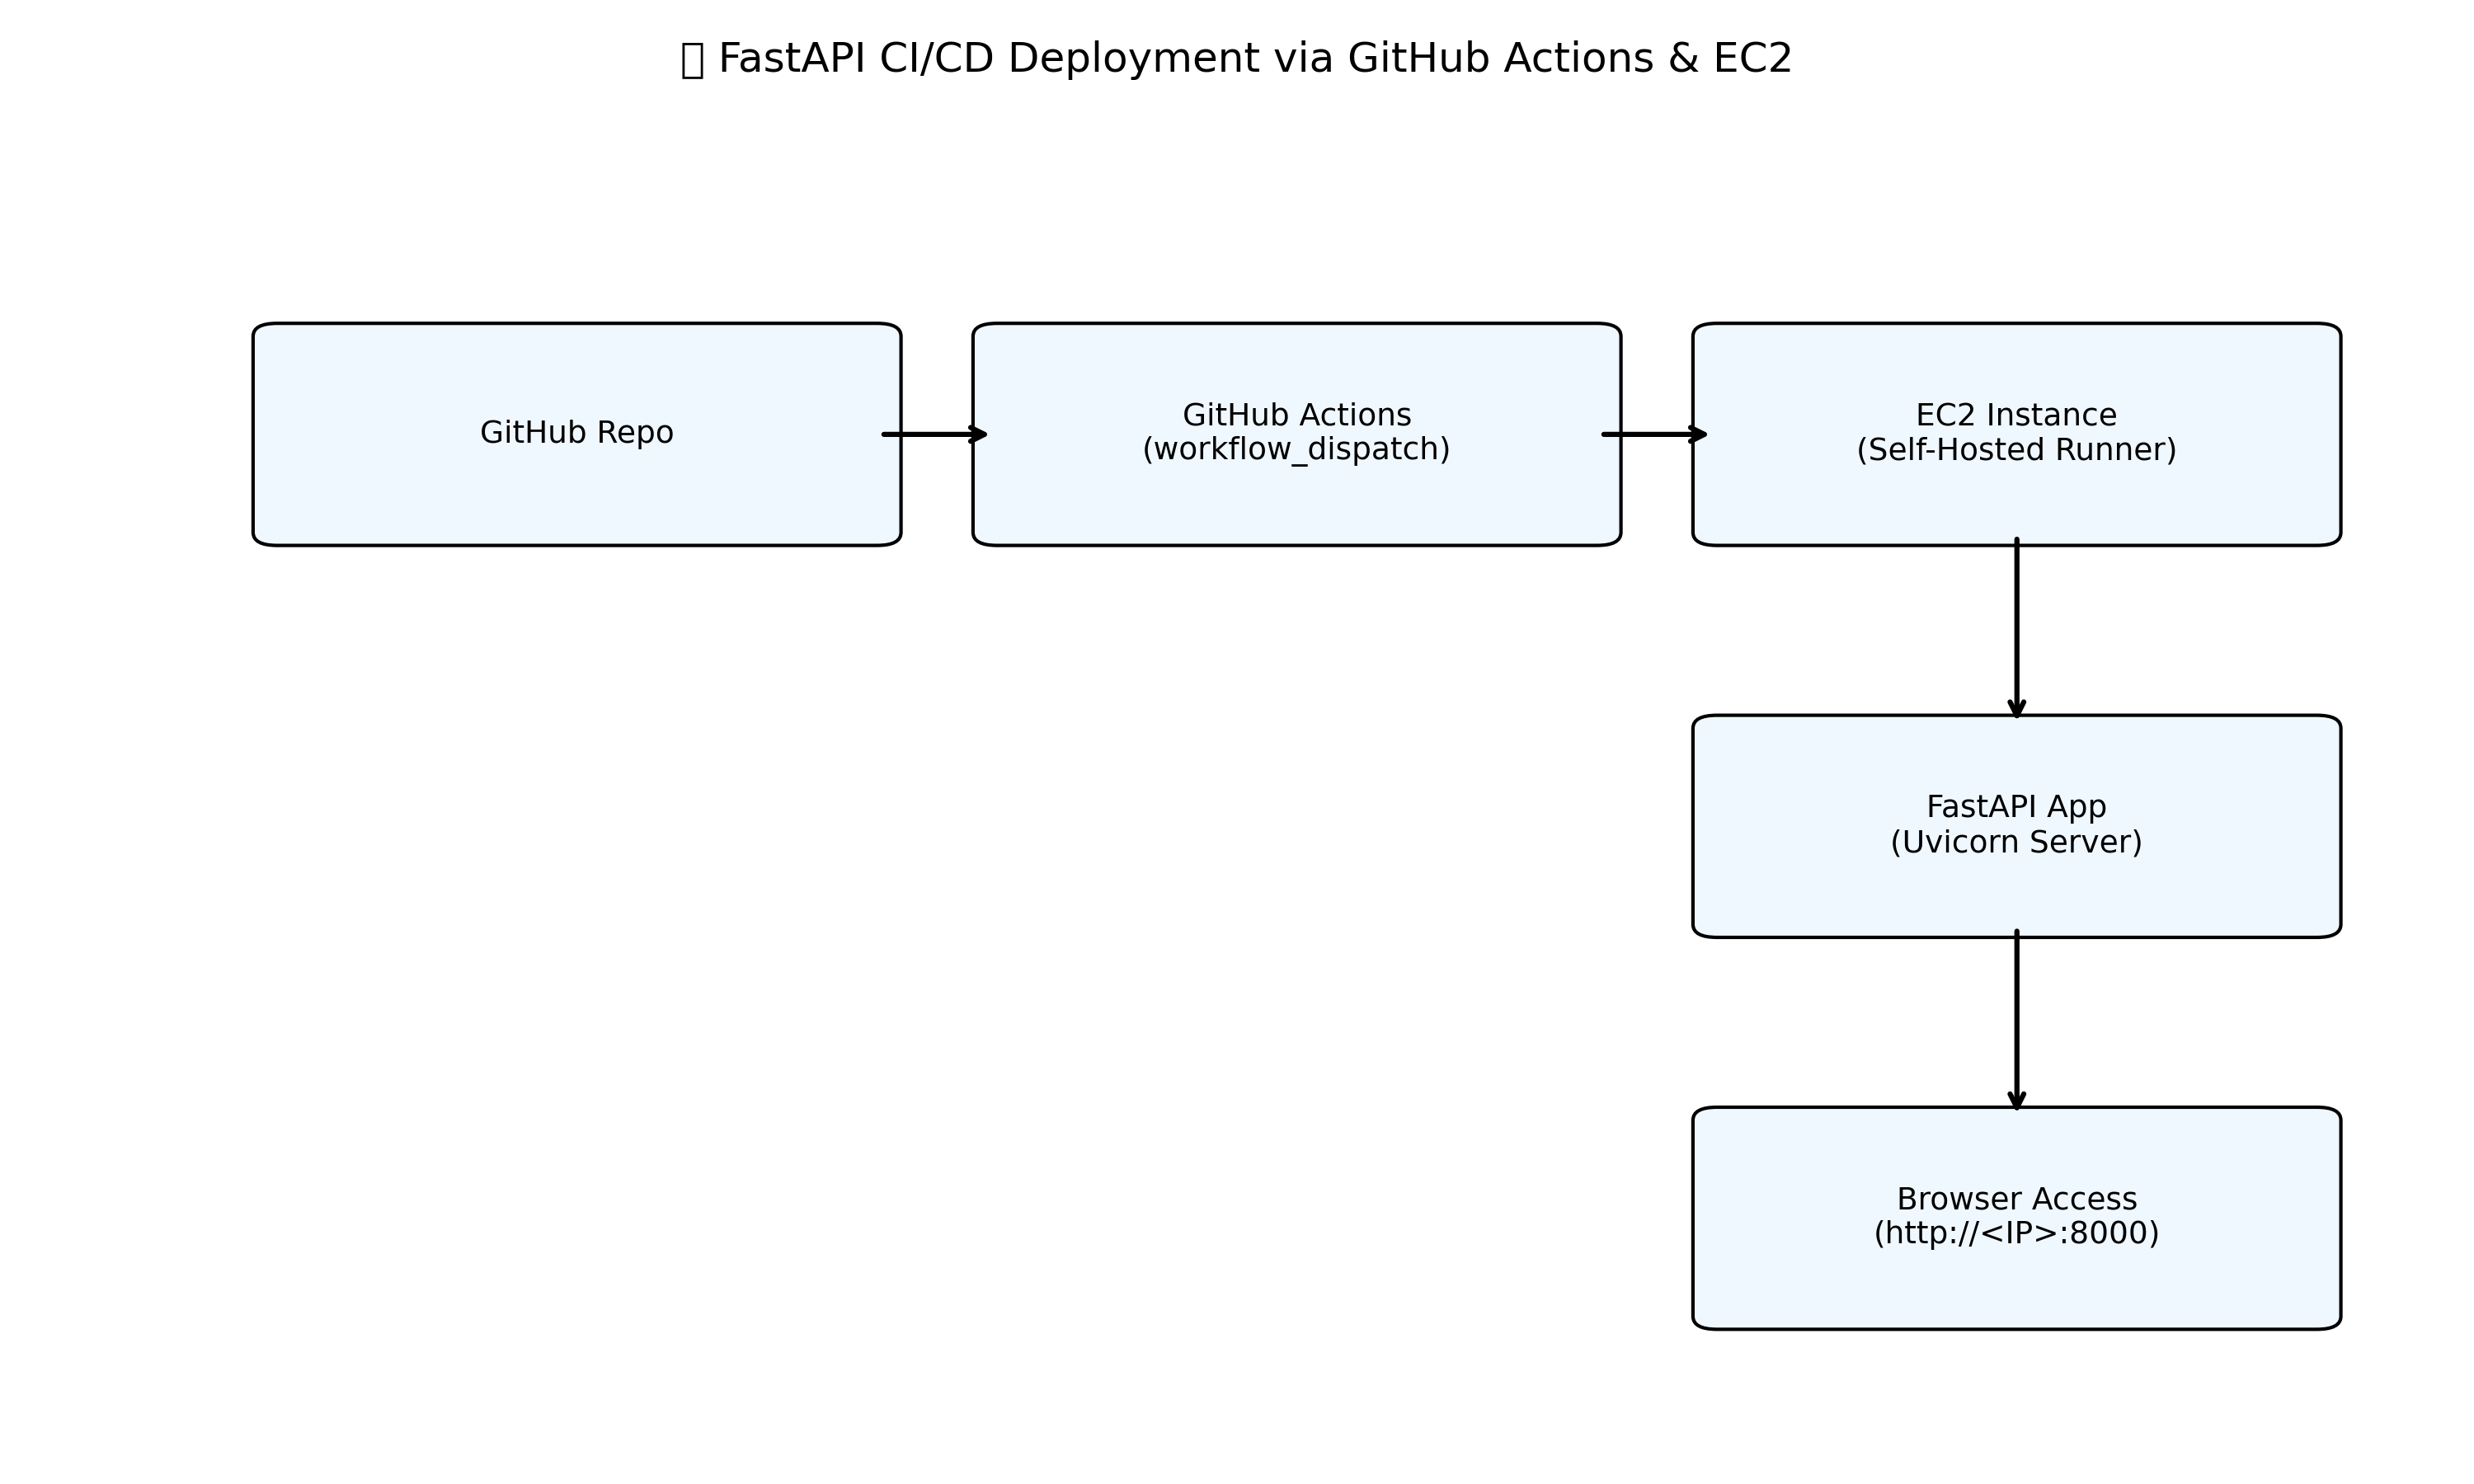 FastAPI CI/CD Deployment via GitHub Actions & EC2
GitHub Repo
GitHub Actions
(workflow_dispatch)
EC2 Instance
(Self-Hosted Runner)
FastAPI App
(Uvicorn Server)
Browser Access
(http://<IP>:8000)